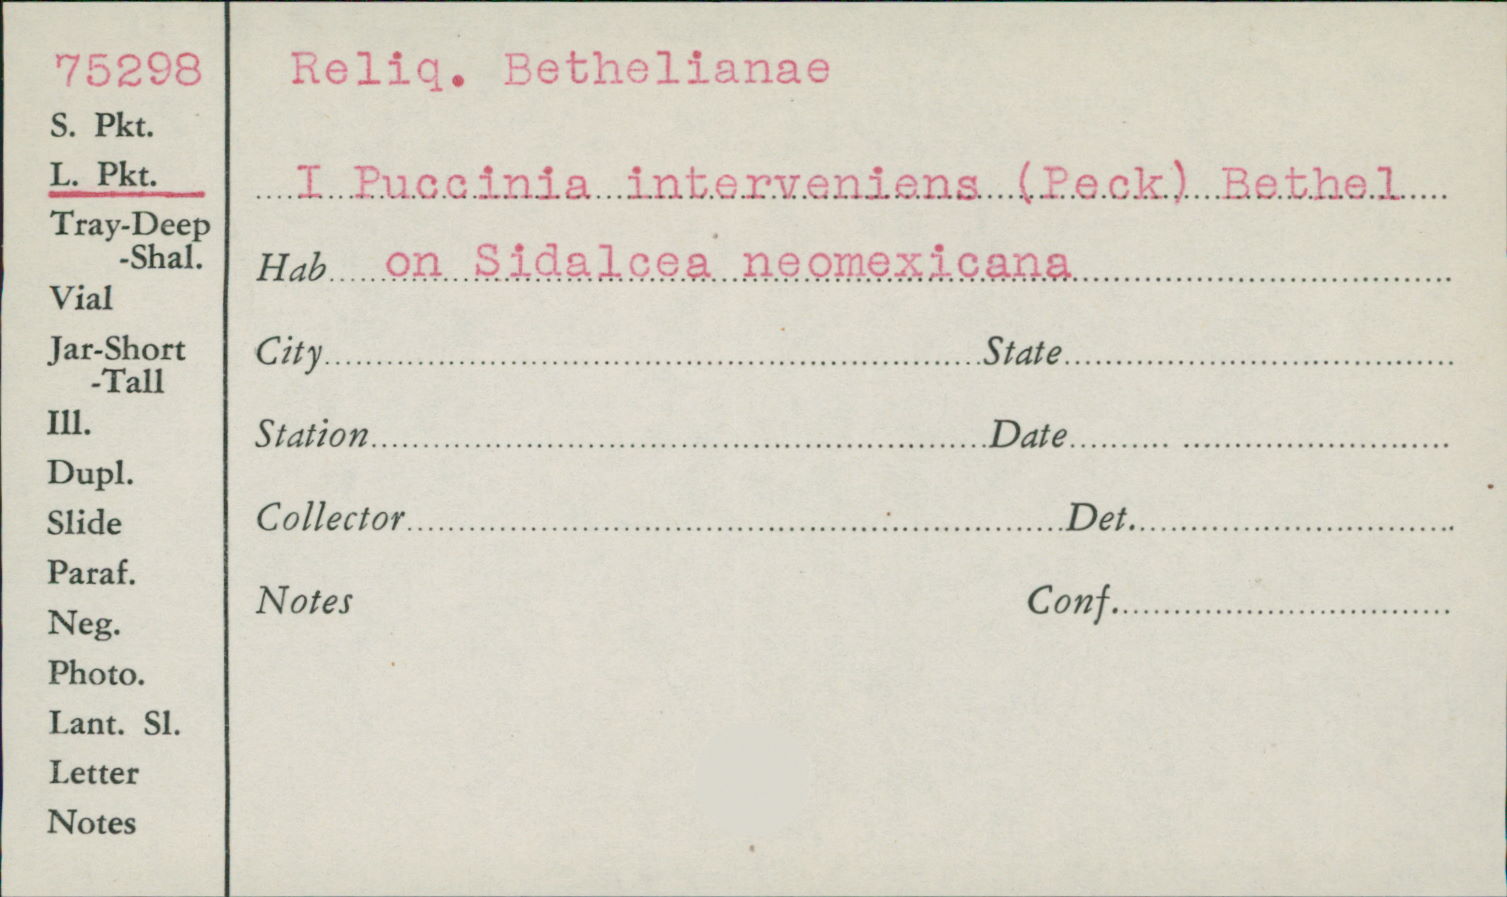 75298
S. Pkt.
L. Pkt.
Tray-Deep
-Shal.
Vial
Jar-Short
-Tall
Ill.
Dupl.
Slide
Paraf.
Neg.
Photo.
Lant. Sl.
Letter
Notes
Reliq. Bethelianae
I Puccinia interveniens (Peck) Bethel
Hab on Sidalcea neomexicana
City State
Station Date
Collector Det.
Notes Conf.